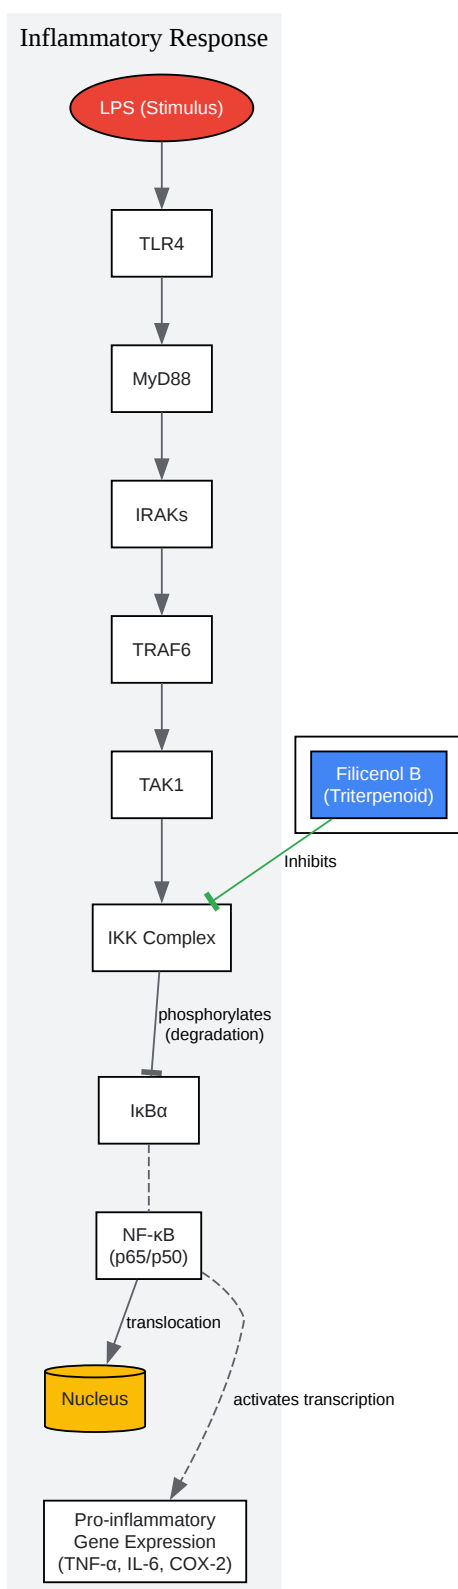 Inflammatory Response
LPS (Stimulus)
TLR4
MyD88
IRAKs
TRAF6
TAK1
Filicenol B
(Triterpenoid)
Inhibits
IKK Complex
phosphorylates
(degradation)
IκBα
NF-κB
(p65/p50)
translocation
Nucleus
activates transcription
Pro-inflammatory
Gene Expression
(TNF-α, IL-6, COX-2)